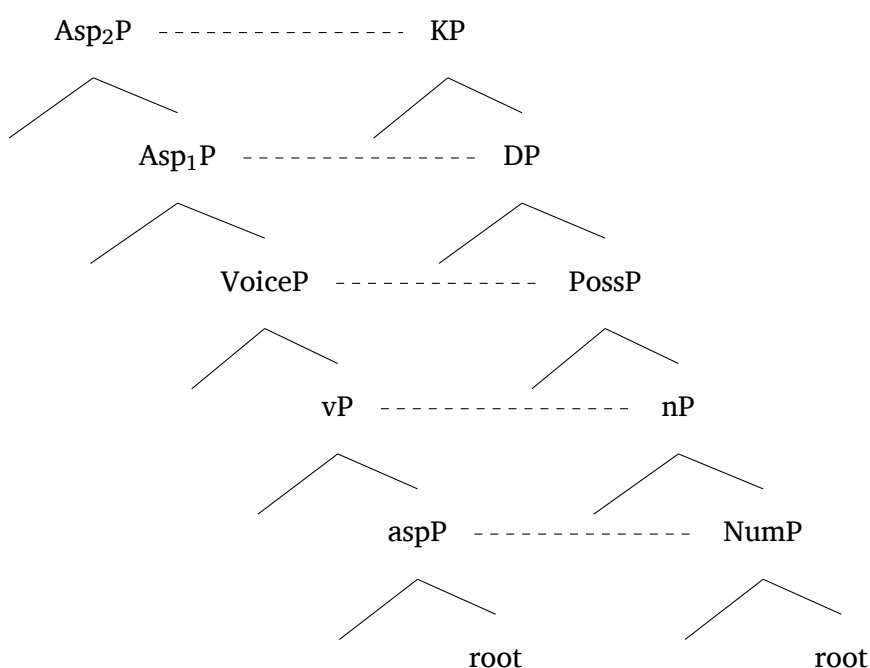 Asp₂P KP
Asp₁P DP
VoiceP PossP
vP nP
aspP NumP
root root